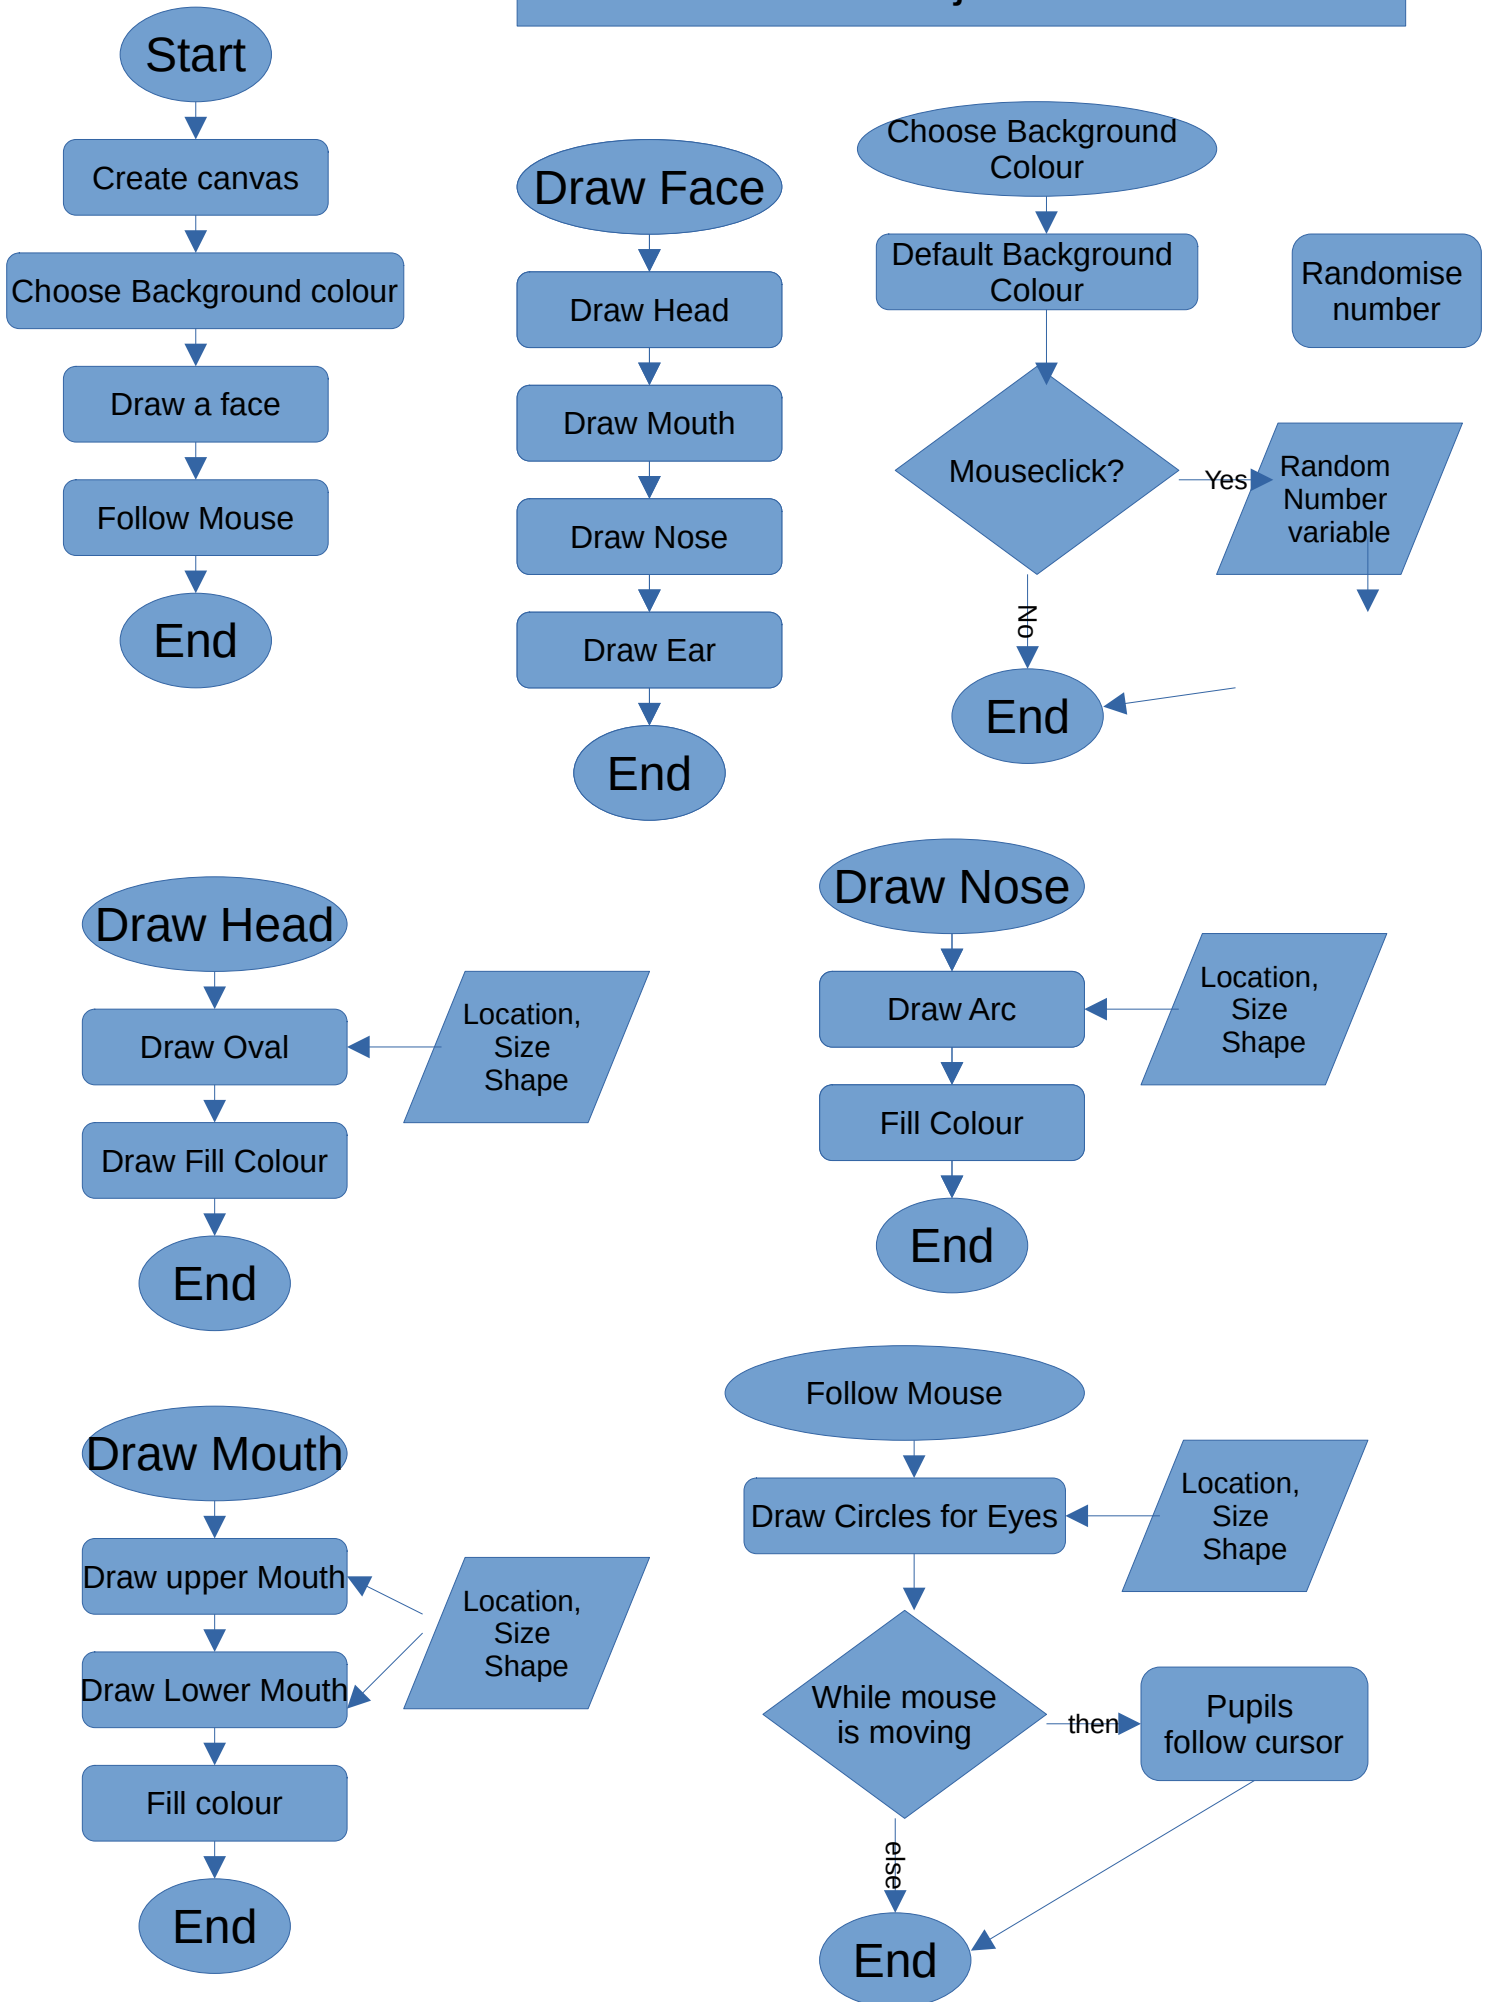 Start
Create canvas
Choose Background colour
Draw a face
Follow Mouse
End
Draw Face
Draw Head
Draw Mouth
Draw Nose
Draw Ear
End
Choose Background
Colour
Default Background
Colour
Randomise
number
Mouseclick?
Yes
Random
Number
variable
No
End
Draw Head
Draw Oval
Location,
Size
Shape
Draw Fill Colour
End
Draw Nose
Draw Arc
Location,
Size
Shape
Fill Colour
End
Draw Mouth
Draw upper Mouth
Location,
Size
Shape
Draw Lower Mouth
Fill colour
End
Follow Mouse
Draw Circles for Eyes
Location,
Size
Shape
While mouse
is moving
then
Pupils
follow cursor
else
End